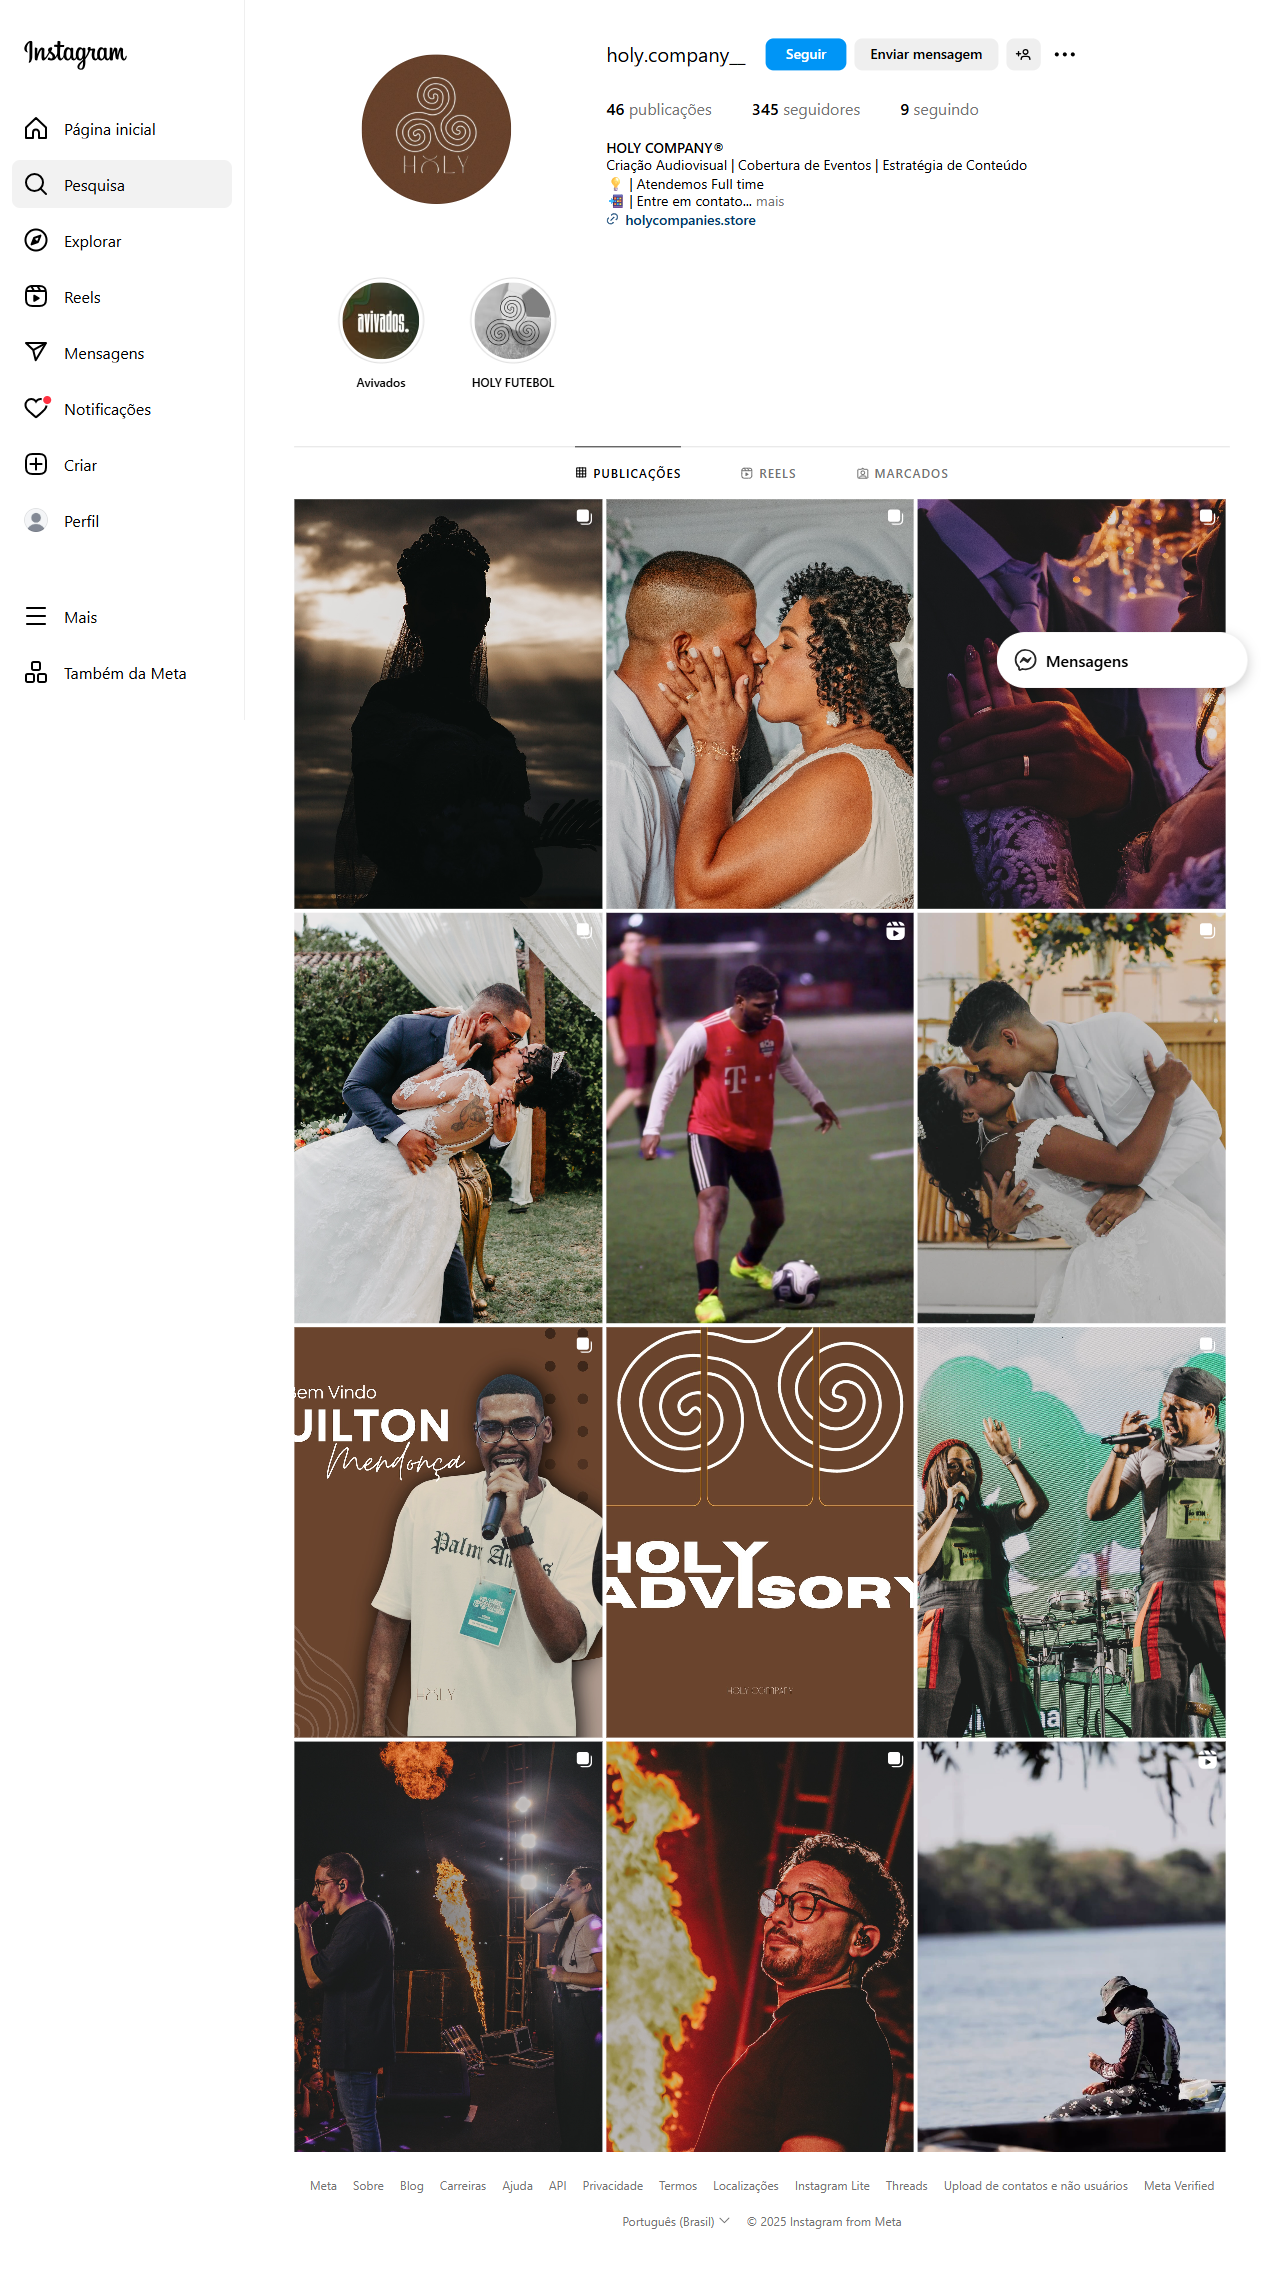 Instagram
Página inicial
Pesquisa
Explorar
Reels
Mensagens
Notificações
Criar
Perfil
Mais
Também da Meta
HOLY
holy.company__
Seguir
Enviar mensagem
46 publicações 345 seguidores 9 seguindo
HOLY COMPANY®
Criação Audiovisual | Cobertura de Eventos | Estratégia de Conteúdo
💡 | Atendemos Full time
📲 | Entre em contato... mais
holycompanies.store
avivados.
Avivados
HOLY FUTEBOL
PUBLICAÇÕES
REELS
MARCADOS
Mensagens
T
Bem Vindo
UILTON
Mendonça
Palm Angels
HOLY
HOLY
ADVISORY
HOLY COMPANY
Meta Sobre Blog Carreiras Ajuda API Privacidade Termos Localizações Instagram Lite Threads Upload de contatos e não usuários Meta Verified
Português (Brasil) © 2025 Instagram from Meta